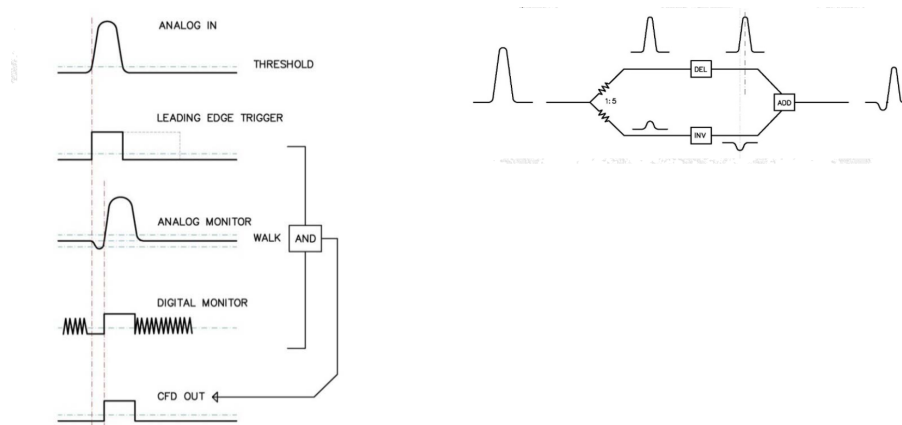 ANALOG IN
THRESHOLD
LEADING EDGE TRIGGER
ANALOG MONITOR
WALK
AND
DIGITAL MONITOR
CFD OUT
DEL
1:5
ADD
INV